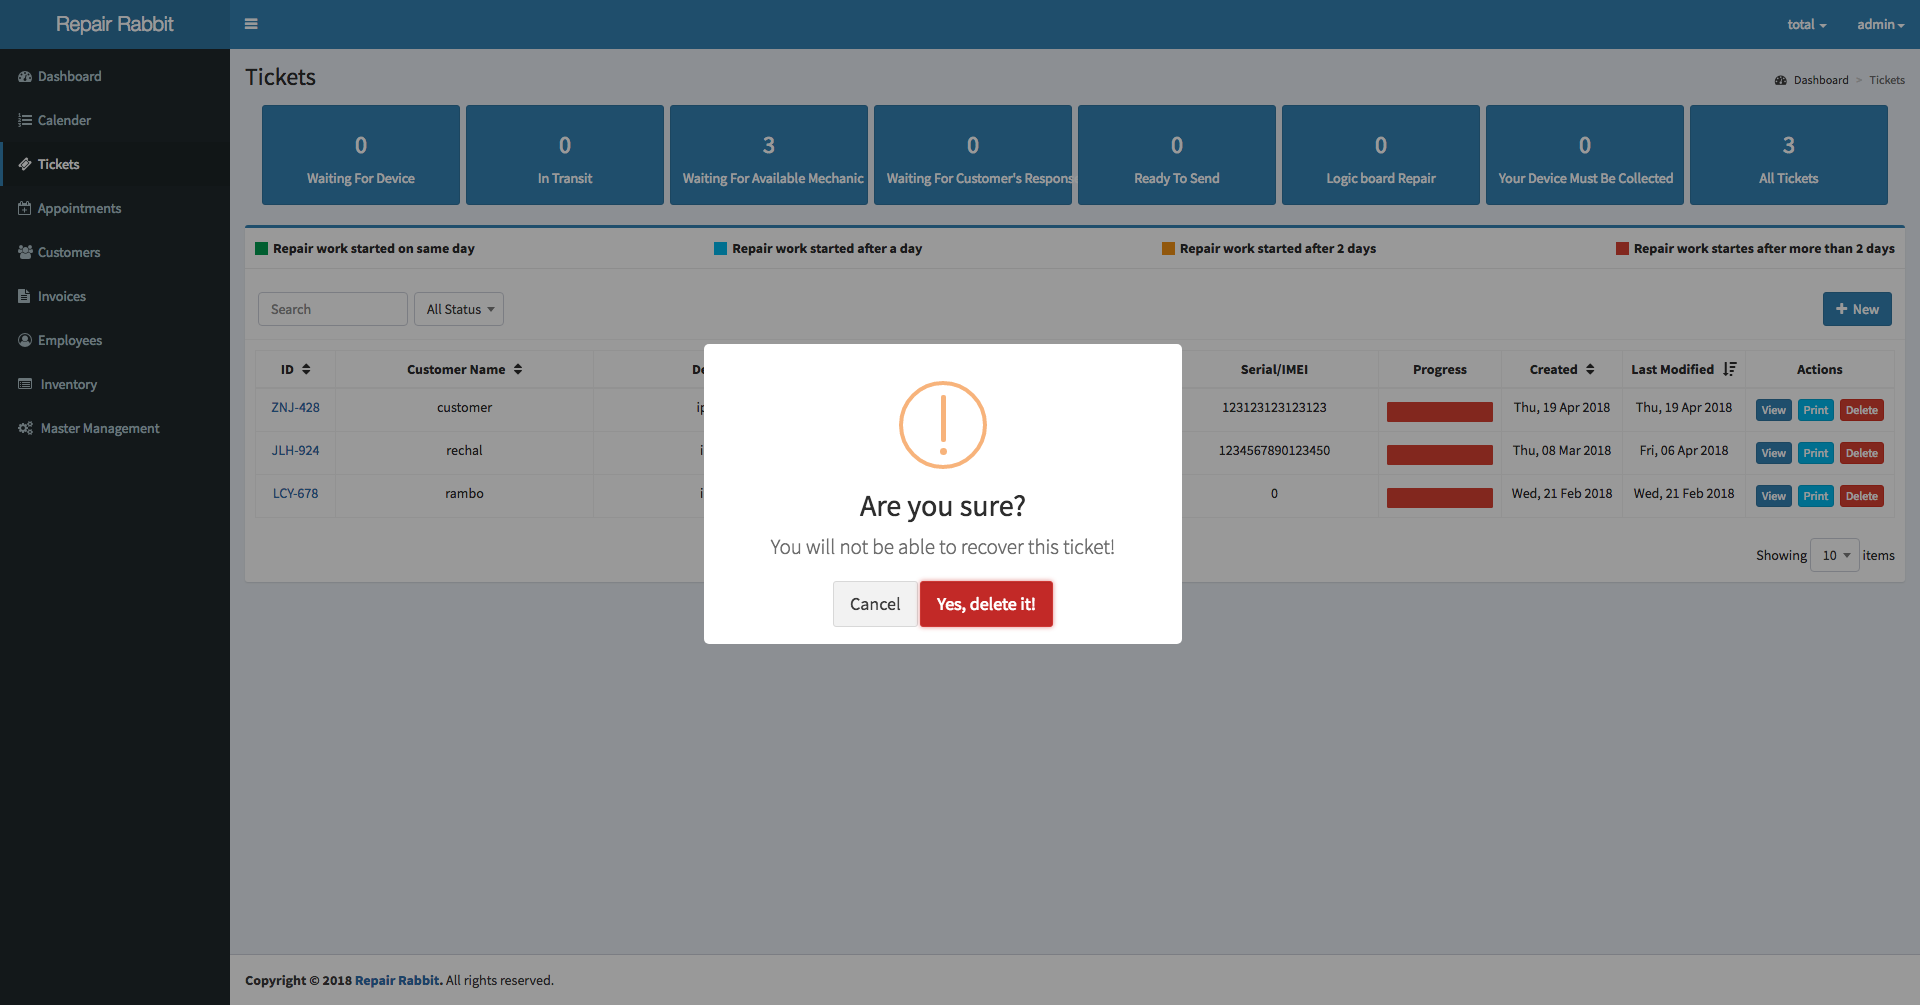 Repair Rabbit
total
admin
Dashboard
Calender
Tickets
Appointments
Customers
Invoices
Employees
Inventory
Master Management
Tickets
Dashboard > Tickets
0
Waiting For Device
0
In Transit
3
Waiting For Available Mechanic
0
Waiting For Customer's Respons
0
Ready To Send
0
Logic board Repair
0
Your Device Must Be Collected
3
All Tickets
Repair work started on same day
Repair work started after a day
Repair work started after 2 days
Repair work startes after more than 2 days
Search
All Status
+ New
ID Customer Name De Serial/IMEI Progress Created Last Modified Actions
ZNJ-428 customer ip 123123123123123 Thu, 19 Apr 2018 Thu, 19 Apr 2018 View Print Delete
JLH-924 rechal i 1234567890123450 Thu, 08 Mar 2018 Fri, 06 Apr 2018 View Print Delete
LCY-678 rambo i 0 Wed, 21 Feb 2018 Wed, 21 Feb 2018 View Print Delete
Showing 10 items
Are you sure?
You will not be able to recover this ticket!
Cancel
Yes, delete it!
Copyright © 2018 Repair Rabbit. All rights reserved.